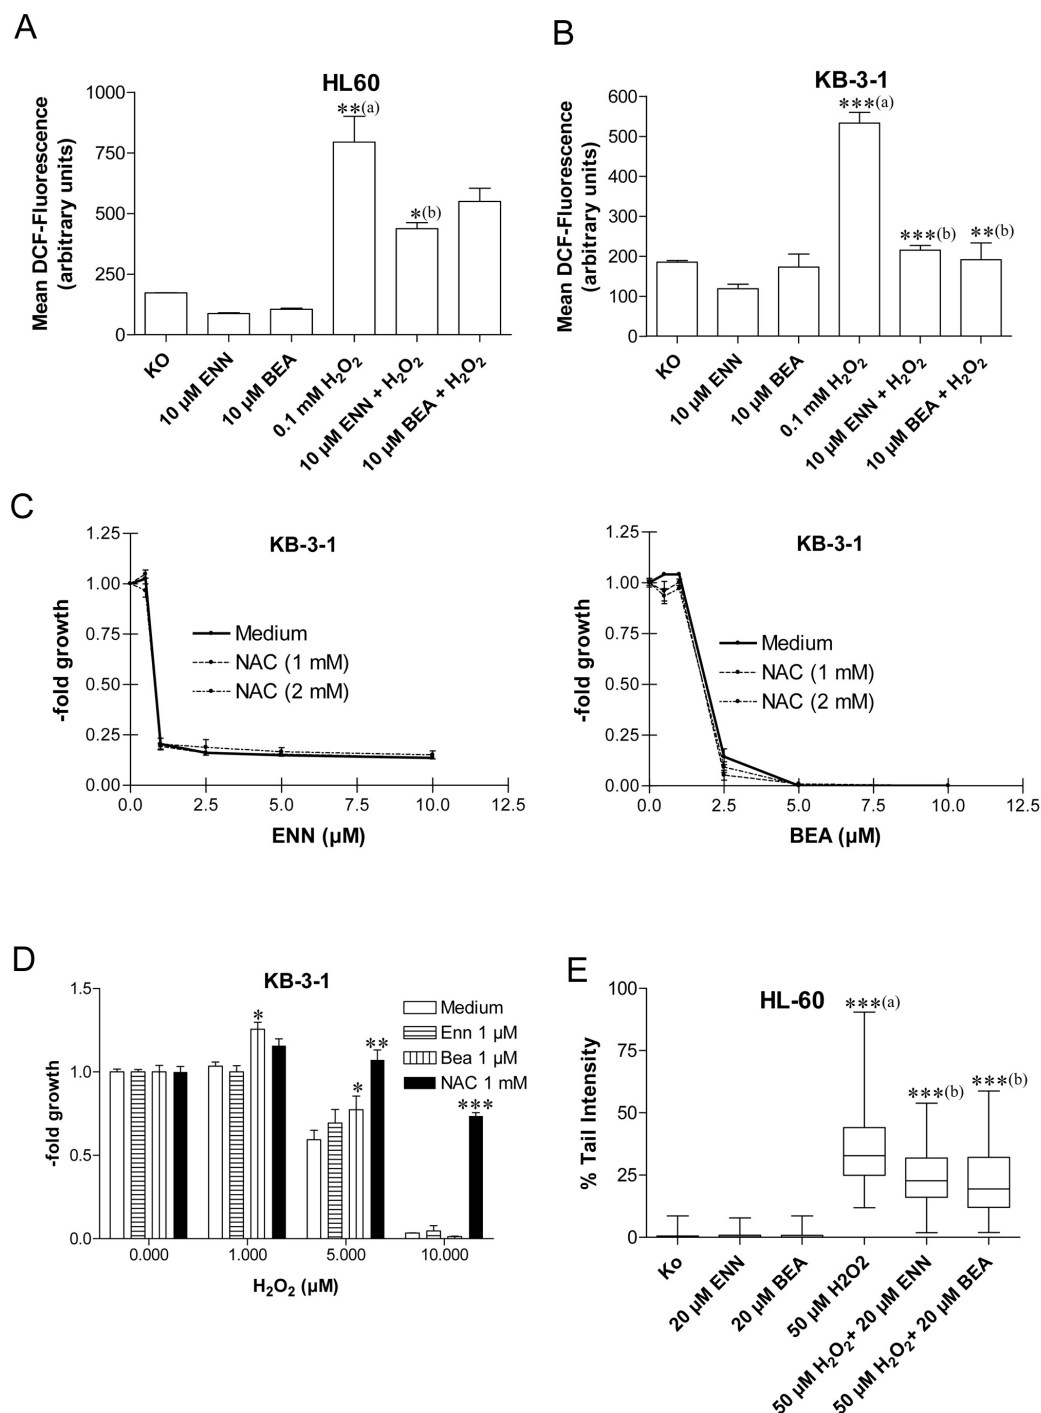 A
HL60
Mean DCF-Fluorescence
(arbitrary units)
1000
750
500
250
0
**(a)
*(b)
KO
10 µM ENN
10 µM BEA
0.1 mM H₂O₂
10 µM ENN + H₂O₂
10 µM BEA + H₂O₂
B
KB-3-1
Mean DCF-Fluorescence
(arbitrary units)
600
500
400
300
200
100
0
***(a)
***(b)
**(b)
KO
10 µM ENN
10 µM BEA
0.1 mM H₂O₂
10 µM ENN + H₂O₂
10 µM BEA + H₂O₂
C
KB-3-1
-fold growth
1.25
1.00
0.75
0.50
0.25
0.00
Medium
NAC (1 mM)
NAC (2 mM)
0.0 2.5 5.0 7.5 10.0 12.5
ENN (µM)
KB-3-1
-fold growth
1.25
1.00
0.75
0.50
0.25
0.00
Medium
NAC (1 mM)
NAC (2 mM)
0.0 2.5 5.0 7.5 10.0 12.5
BEA (µM)
D
KB-3-1
-fold growth
1.5
1.0
0.5
0.0
Medium
Enn 1 µM
Bea 1 µM
NAC 1 mM
*
*
**
***
0.000 1.000 5.000 10.000
H₂O₂ (µM)
E
HL-60
% Tail Intensity
100
75
50
25
0
***(a)
***(b)
***(b)
Ko
20 µM ENN
20 µM BEA
50 µM H2O2
50 µM H₂O₂+ 20 µM ENN
50 µM H₂O₂+ 20 µM BEA